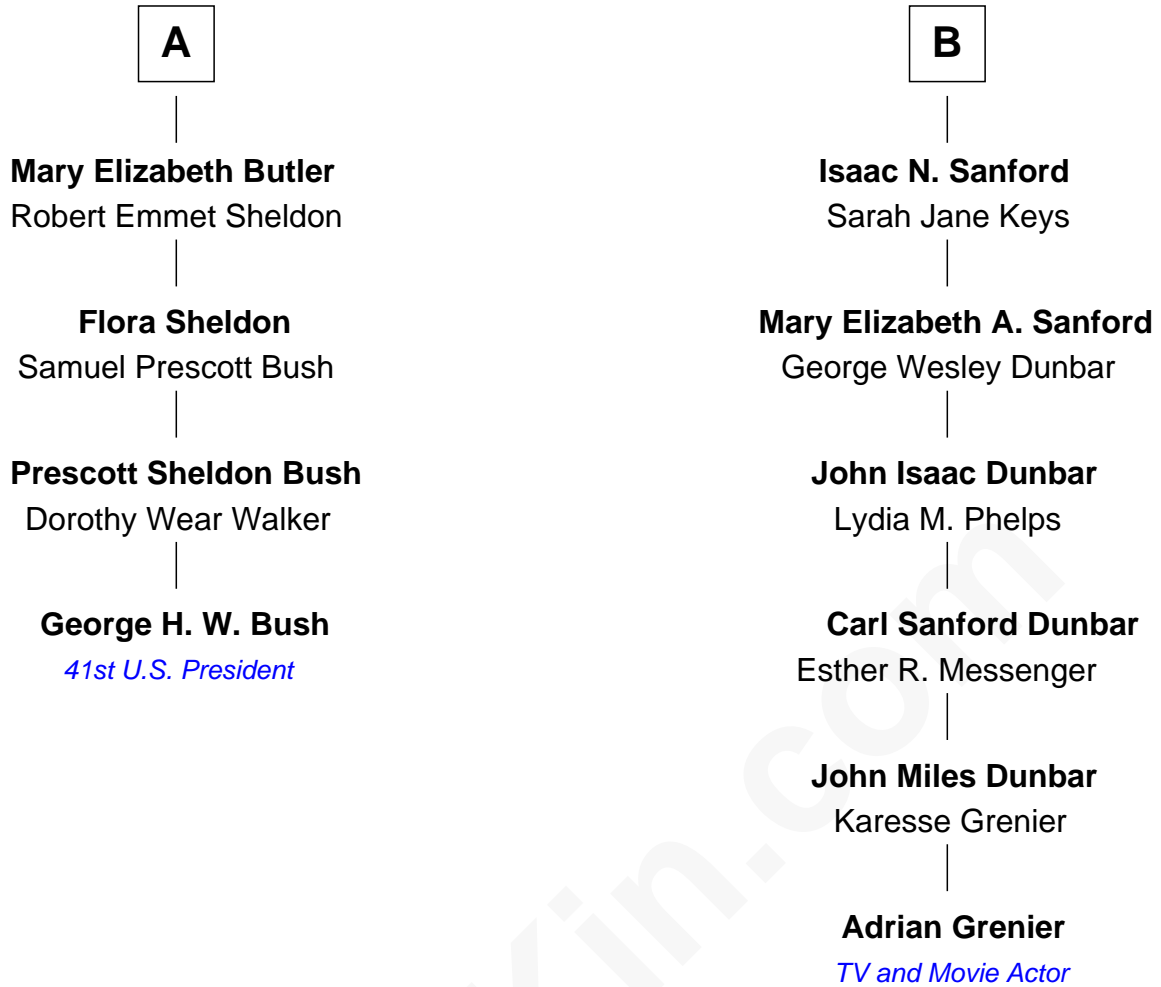 A
Mary Elizabeth Butler
Robert Emmet Sheldon
Flora Sheldon
Samuel Prescott Bush
Prescott Sheldon Bush
Dorothy Wear Walker
George H. W. Bush
41st U.S. President
B
Isaac N. Sanford
Sarah Jane Keys
Mary Elizabeth A. Sanford
George Wesley Dunbar
John Isaac Dunbar
Lydia M. Phelps
Carl Sanford Dunbar
Esther R. Messenger
John Miles Dunbar
Karesse Grenier
Adrian Grenier
TV and Movie Actor
Kin.com